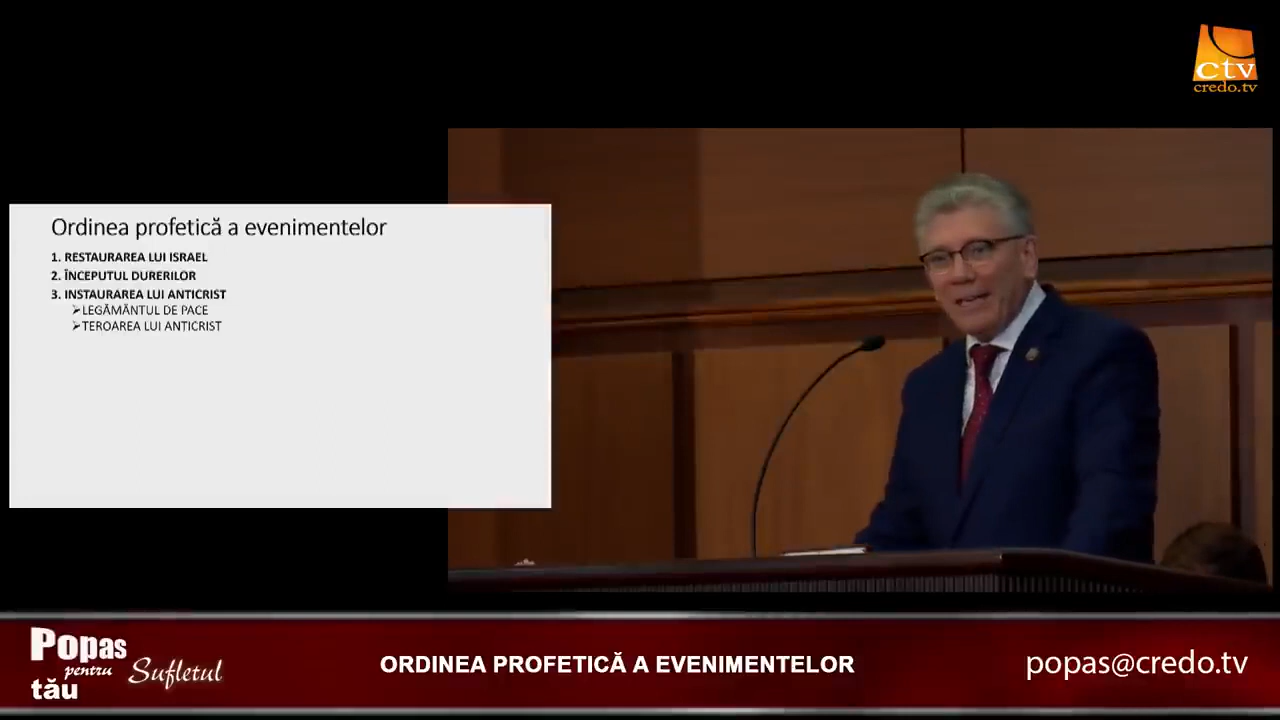 ctv
credo.tv
Ordinea profetică a evenimentelor
1. RESTAURAREA LUI ISRAEL
2. ÎNCEPUTUL DURERILOR
3. INSTAURAREA LUI ANTICRIST
➢LEGĂMÂNTUL DE PACE
➢TEROAREA LUI ANTICRIST
Popas
pentru
tău
Sufletul
ORDINEA PROFETICĂ A EVENIMENTELOR
popas@credo.tv